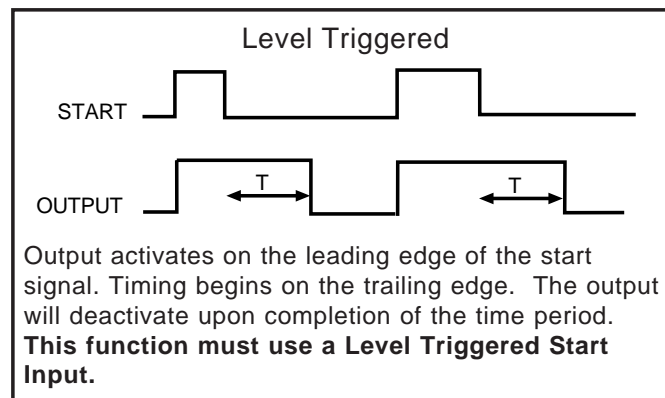 Level Triggered
START
T
T
OUTPUT
Output activates on the leading edge of the start
signal. Timing begins on the trailing edge.  The output
will deactivate upon completion of the time period.
This function must use a Level Triggered Start
Input.